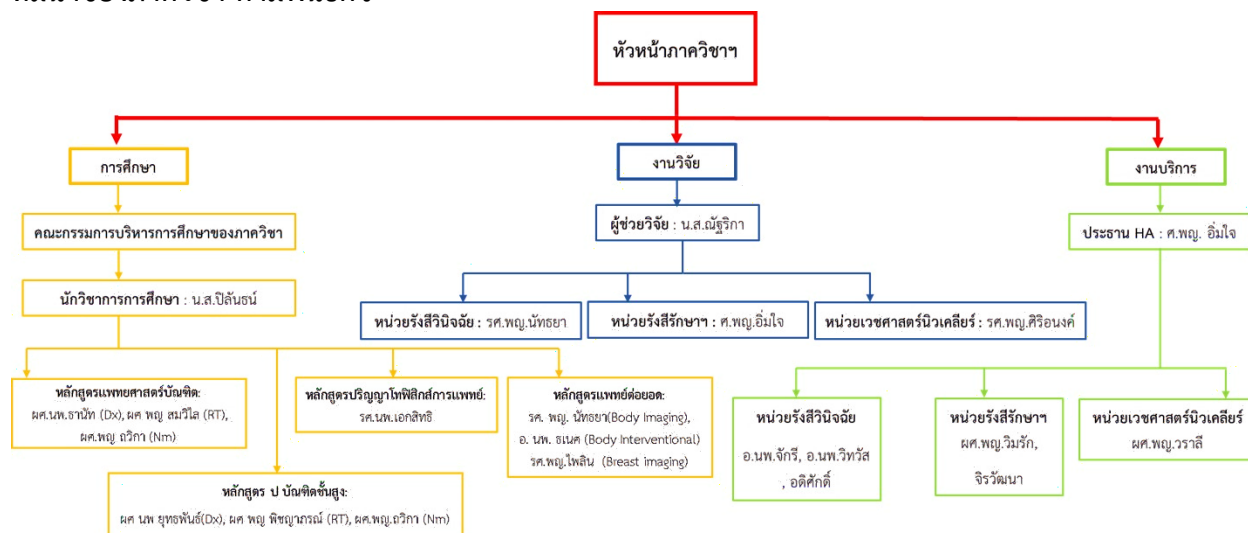 หัวหน้าภาควิชาฯ
การศึกษา
งานวิจัย
งานบริการ
คณะกรรมการบริหารการศึกษาของภาควิชา
ผู้ช่วยวิจัย : น.ส.ณัฐริกา
ประธาน HA : ศ.พญ. อิ่มใจ
นักวิชาการการศึกษา : น.ส.ปิลันธน์
หน่วยรังสีวินิจฉัย : รศ.พญ.นัทธยา
หน่วยรังสีรักษาฯ : ศ.พญ.อิ่มใจ
หน่วยเวชศาสตร์นิวเคลียร์ : รศ.พญ.ศิริอนงค์
หลักสูตรแพทยศาสตร์บัณฑิต:
ผศ.นพ.ธานัท (Dx), ผศ พญ สมวิไล (RT),
ผศ.พญ ถวิกา (Nm)
หลักสูตรปริญญาโทฟิสิกส์การแพทย์:
รศ.นพ.เอกสิทธิ
หลักสูตรแพทย์ต่อยอด:
รศ. พญ. นัทธยา(Body Imaging),
อ. นพ. ธเนศ (Body Interventional)
รศ.พญ.ไพลิน (Breast imaging)
หลักสูตร ป บัณฑิตชั้นสูง:
ผศ นพ ยุทธพันธ์(Dx), ผศ พญ พิชญาภรณ์ (RT), ผศ.พญ.ถวิกา (Nm)
หน่วยรังสีวินิจฉัย
อ.นพ.จักรี, อ.นพ.วิทวัส
, อดิศักดิ์
หน่วยรังสีรักษาฯ
ผศ.พญ.วิมรัก,
จิรวัฒนา
หน่วยเวชศาสตร์นิวเคลียร์
ผศ.พญ.วราลี